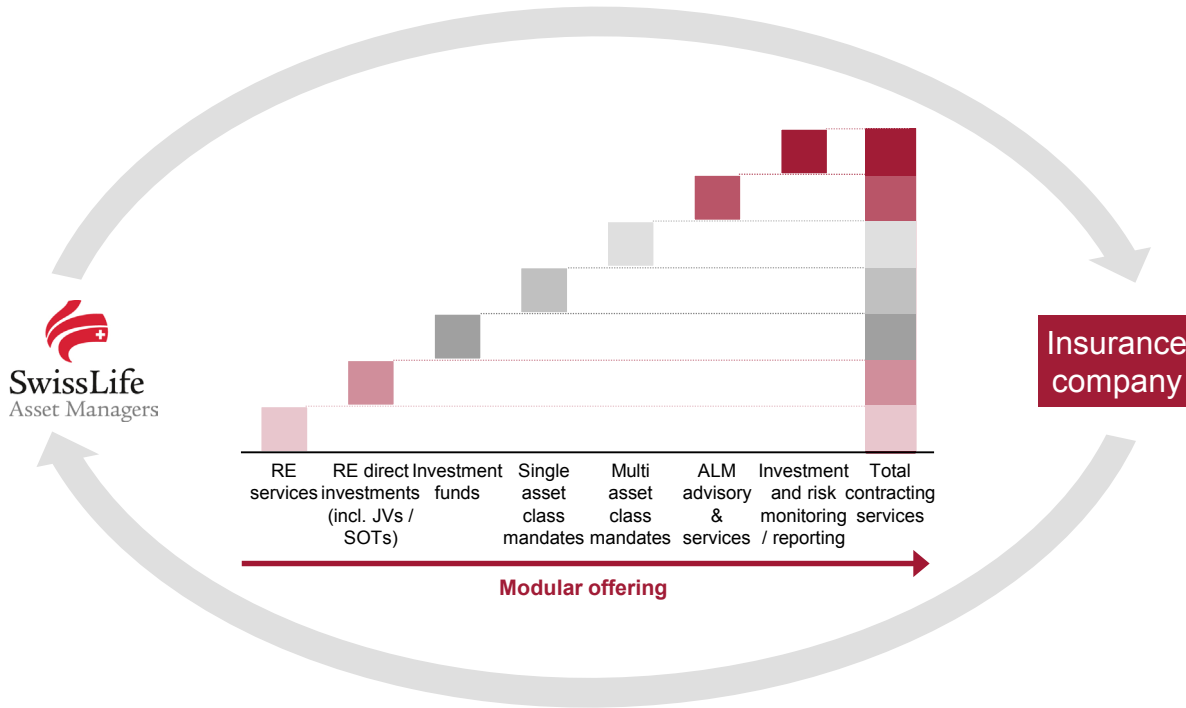 SwissLife
Asset Managers
Insurance
company
RE
services
RE direct
investments
(incl. JVs /
SOTs)
Investment
funds
Single
asset
class
mandates
Multi
asset
class
mandates
ALM
advisory
&
services
Investment
and risk
monitoring
/ reporting
Total
contracting
services
Modular offering